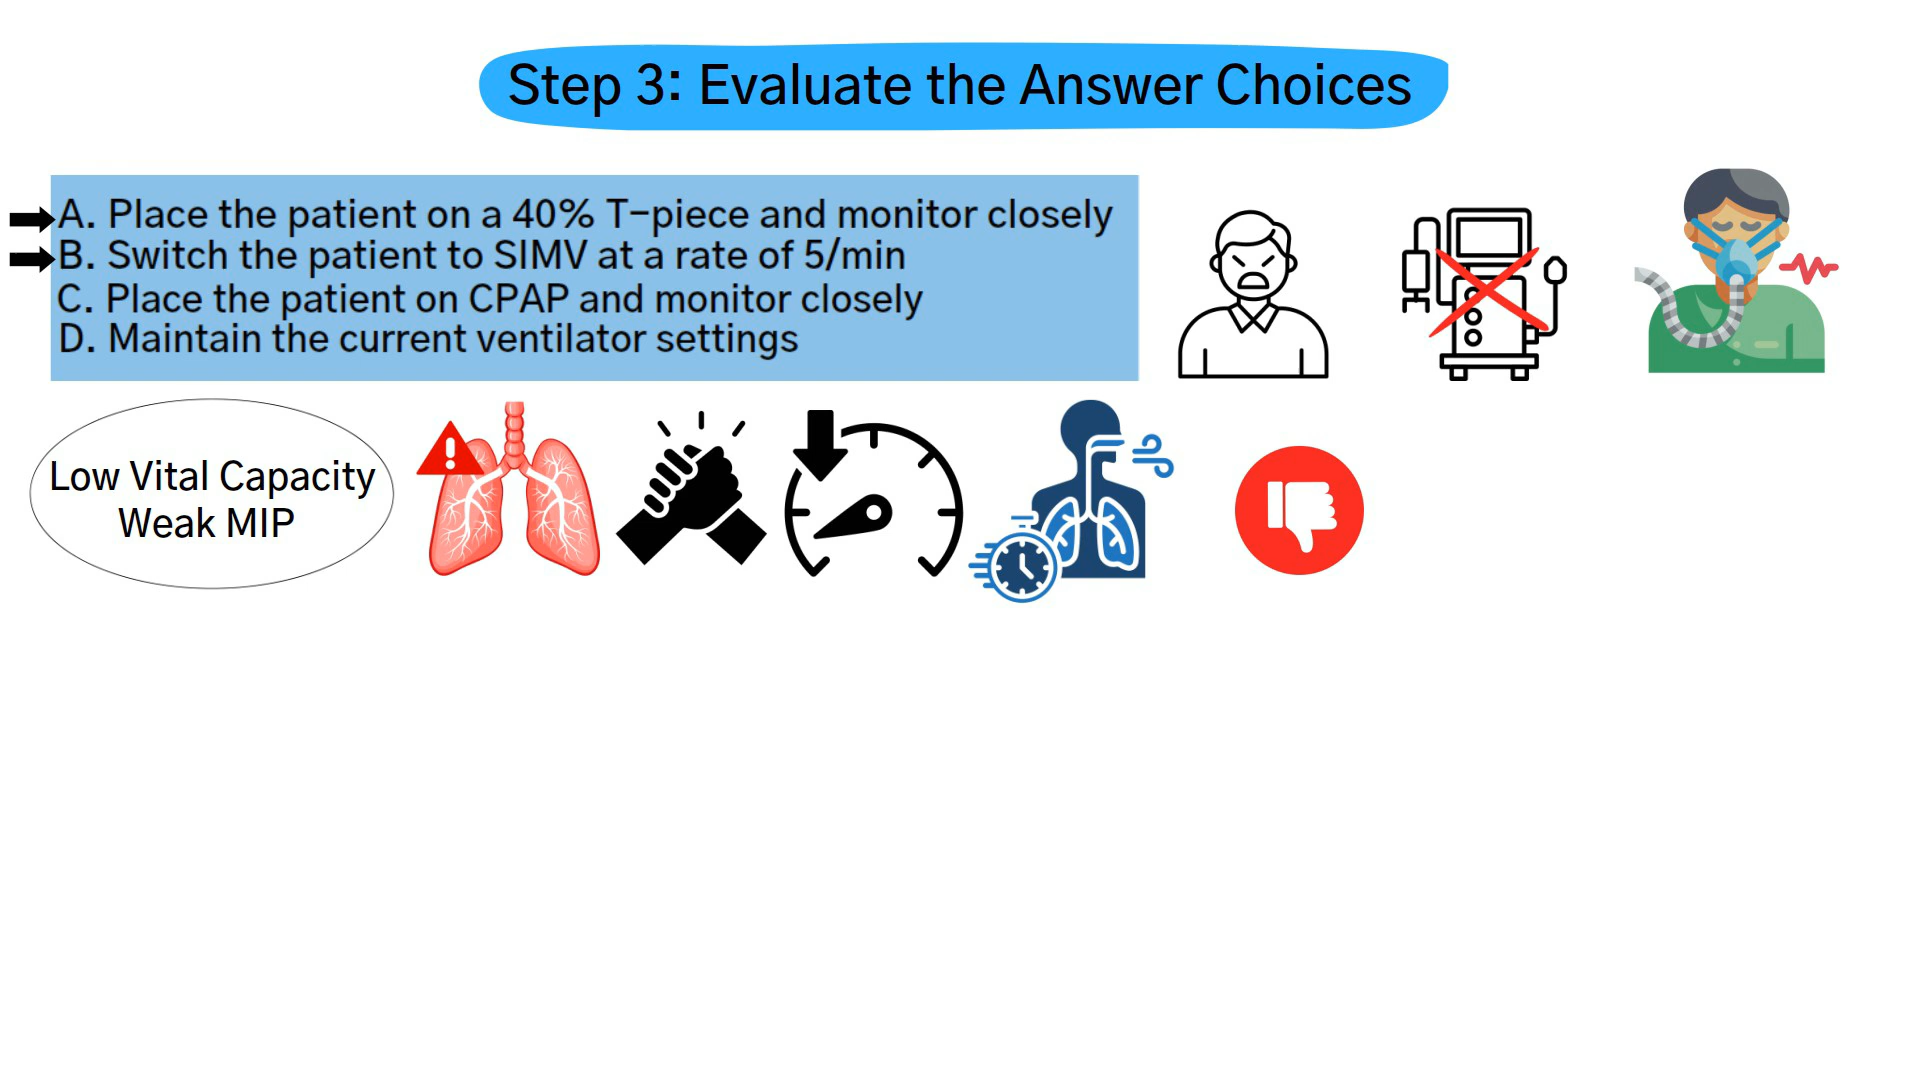 Step 3: Evaluate the Answer Choices
A. Place the patient on a 40% T-piece and monitor closely
B. Switch the patient to SIMV at a rate of 5/min
C. Place the patient on CPAP and monitor closely
D. Maintain the current ventilator settings
Low Vital Capacity
Weak MIP